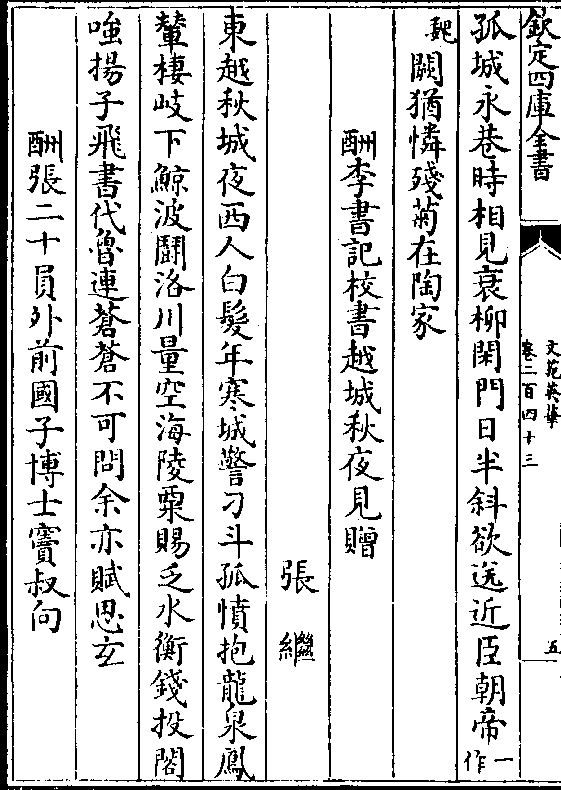 欽定四庫全書
文苑英華
卷二百四十三
五
孤城永巷時相見衰柳閑門日半斜欲送近臣朝帝一作
魏闕猶憐殘菊在陶家
酬李書記校書越城秋夜見贈
張繼
東越秋城夜西人白髮年寒城警刁斗孤憤抱龍泉鳳
輦棲岐下鯨波鬭洛川量空海陵粟賜乏水衡錢投閣
嗤揚子飛書代魯連蒼蒼不可問余亦賦思玄
酬張二十員外前國子博士竇叔向